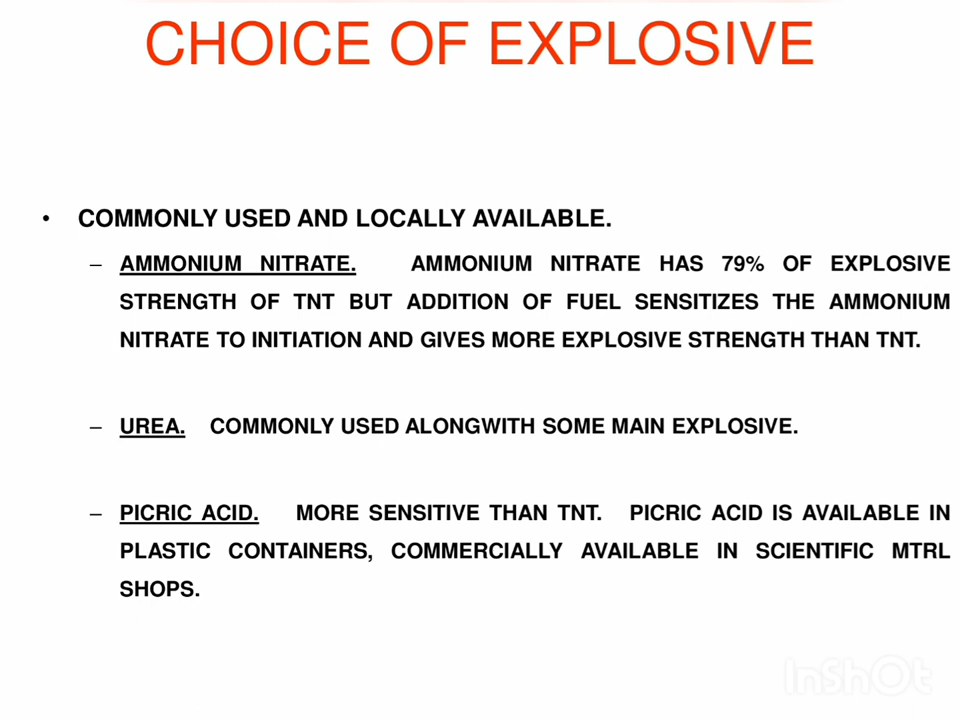 CHOICE OF EXPLOSIVE
• COMMONLY USED AND LOCALLY AVAILABLE.
– AMMONIUM NITRATE. AMMONIUM NITRATE HAS 79% OF EXPLOSIVE
STRENGTH OF TNT BUT ADDITION OF FUEL SENSITIZES THE AMMONIUM
NITRATE TO INITIATION AND GIVES MORE EXPLOSIVE STRENGTH THAN TNT.
– UREA. COMMONLY USED ALONGWITH SOME MAIN EXPLOSIVE.
– PICRIC ACID. MORE SENSITIVE THAN TNT. PICRIC ACID IS AVAILABLE IN
PLASTIC CONTAINERS, COMMERCIALLY AVAILABLE IN SCIENTIFIC MTRL
SHOPS.
InShOt